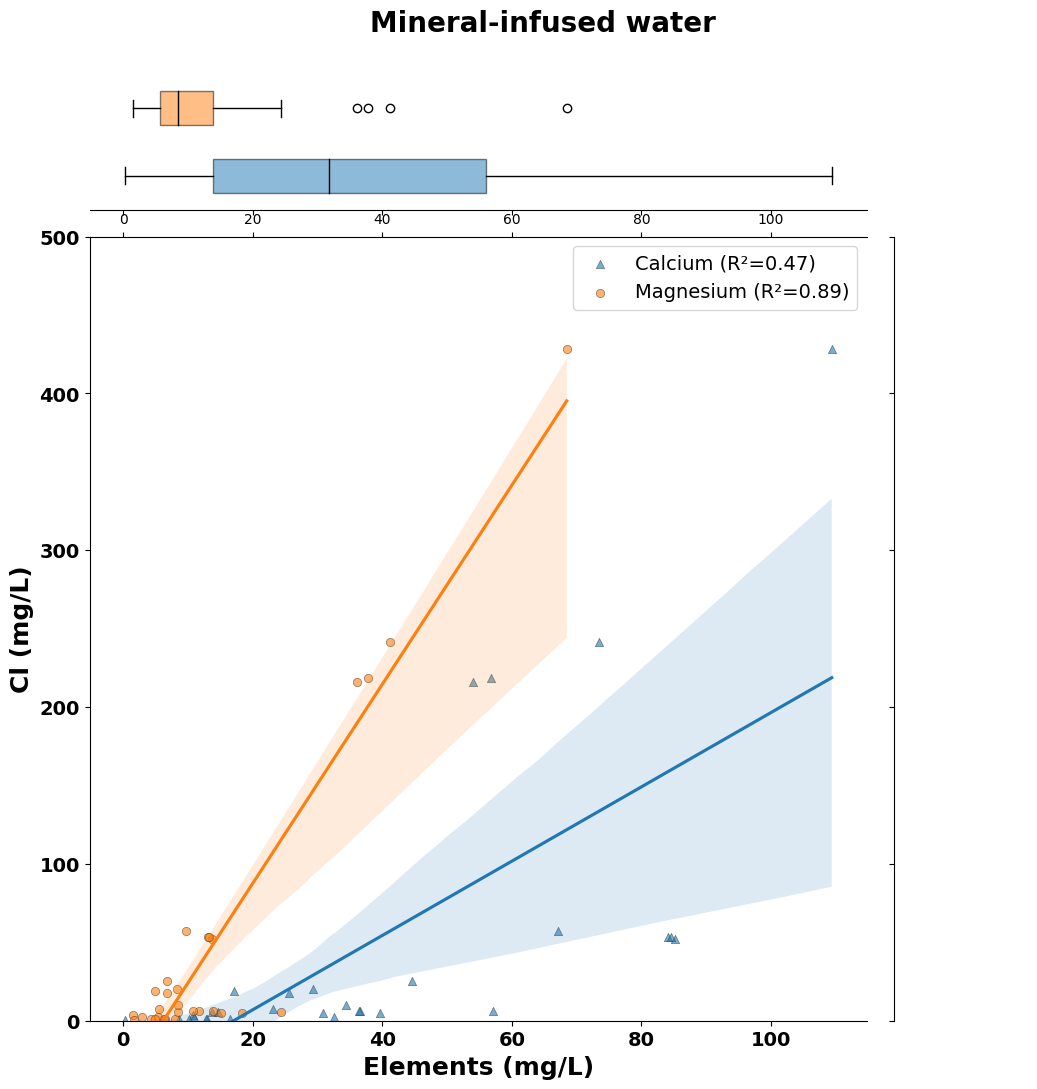 Mineral-infused water
0 20 40 60 80 100
500
Calcium (R²=0.47)
Magnesium (R²=0.89)
400
300
200
100
0
Cl (mg/L)
0 20 40 60 80 100
Elements (mg/L)